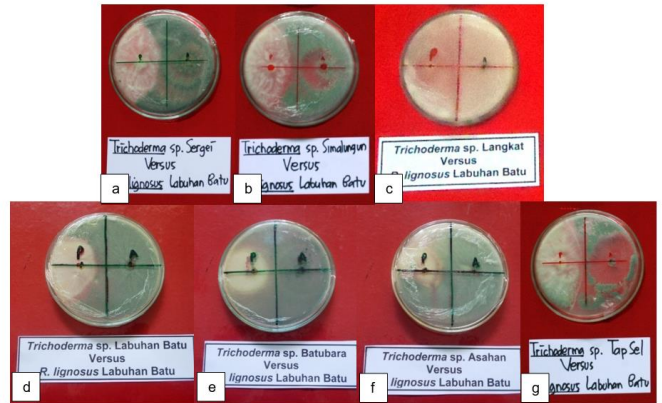 Trichoderma sp. Sergei
Versus
lignosus Labuhan Batu
a
Trichoderma sp. Simalungun
Versus
lignosus Labuhan Batu
b
Trichoderma sp. Langkat
Versus
lignosus Labuhan Batu
c
Trichoderma sp. Labuhan Batu
Versus
R. lignosus Labuhan Batu
d
Trichoderma sp. Batubara
Versus
lignosus Labuhan Batu
e
Trichoderma sp. Asahan
Versus
lignosus Labuhan Batu
f
Trichoderma sp. Tap Sel
Versus
lignosus Labuhan Batu
g